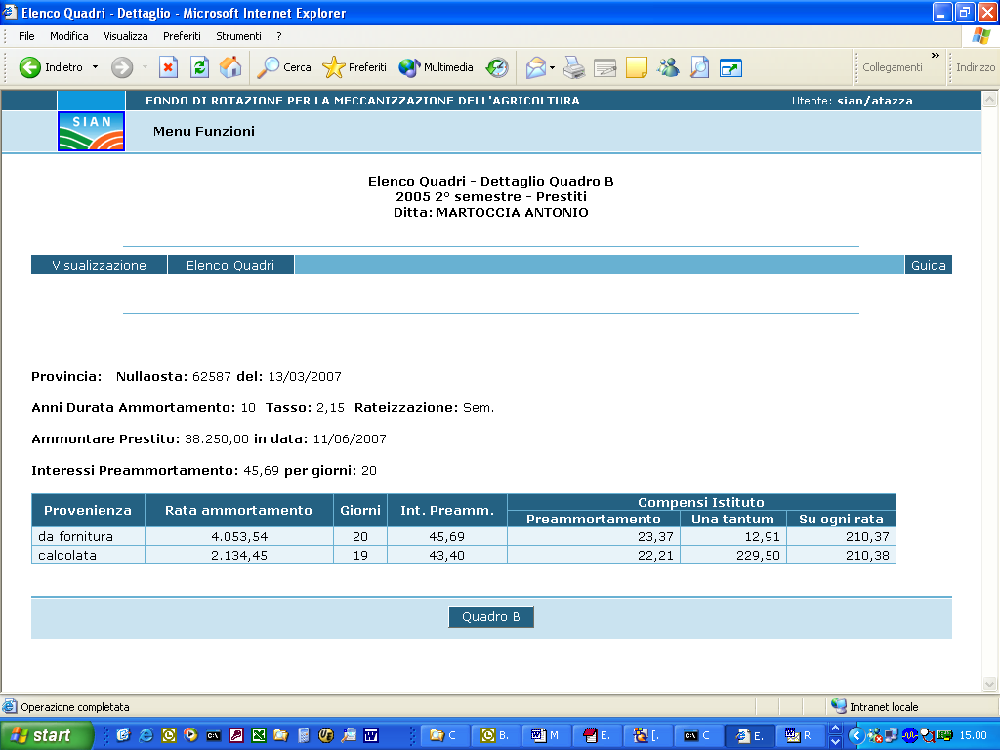 Elenco Quadri - Dettaglio - Microsoft Internet Explorer
File Modifica Visualizza Preferiti Strumenti ?
Indietro Cerca Preferiti Multimedia Collegamenti » Indirizzo
FONDO DI ROTAZIONE PER LA MECCANIZZAZIONE DELL'AGRICOLTURA Utente: sian/atazza
SIAN
Menu Funzioni
Elenco Quadri - Dettaglio Quadro B
2005 2° semestre - Prestiti
Ditta: MARTOCCIA ANTONIO
Visualizzazione Elenco Quadri Guida
Provincia: Nullaosta: 62587 del: 13/03/2007
Anni Durata Ammortamento: 10 Tasso: 2,15 Rateizzazione: Sem.
Ammontare Prestito: 38.250,00 in data: 11/06/2007
Interessi Preammortamento: 45,69 per giorni: 20
Provenienza Rata ammortamento Giorni Int. Preamm. Compensi Istituto
Preammortamento Una tantum Su ogni rata
da fornitura 4.053,54 20 45,69 23,37 12,91 210,37
calcolata 2.134,45 19 43,40 22,21 229,50 210,38
Quadro B
Operazione completata Intranet locale
start C B. M E. [. C E. R 15.00